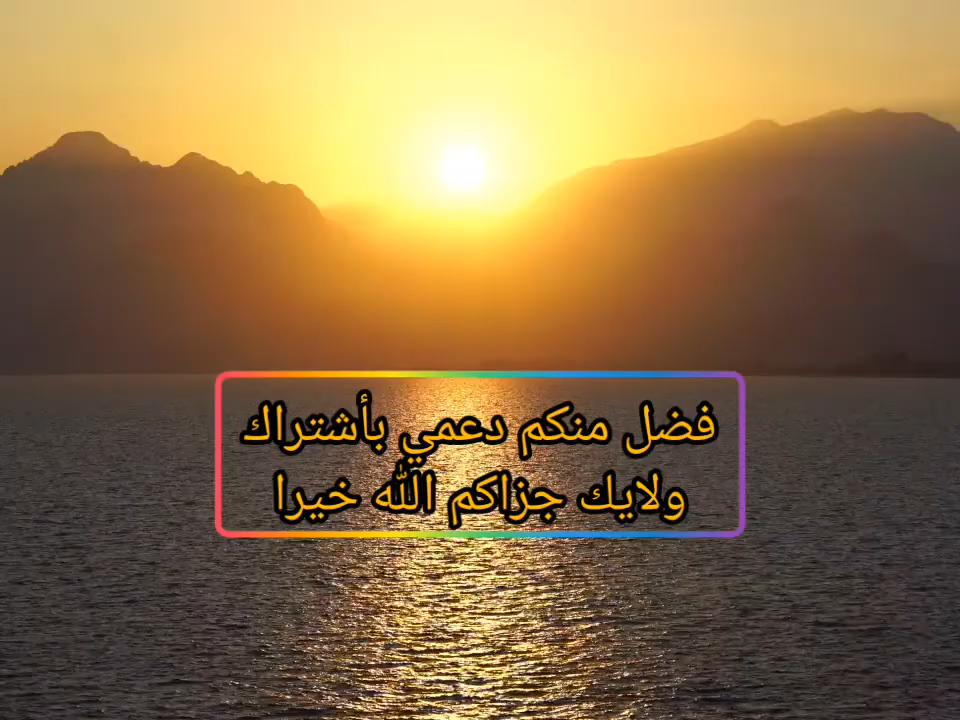 فضل منكم دعمي بأشتراك
ولايك جزاكم الله خيرا